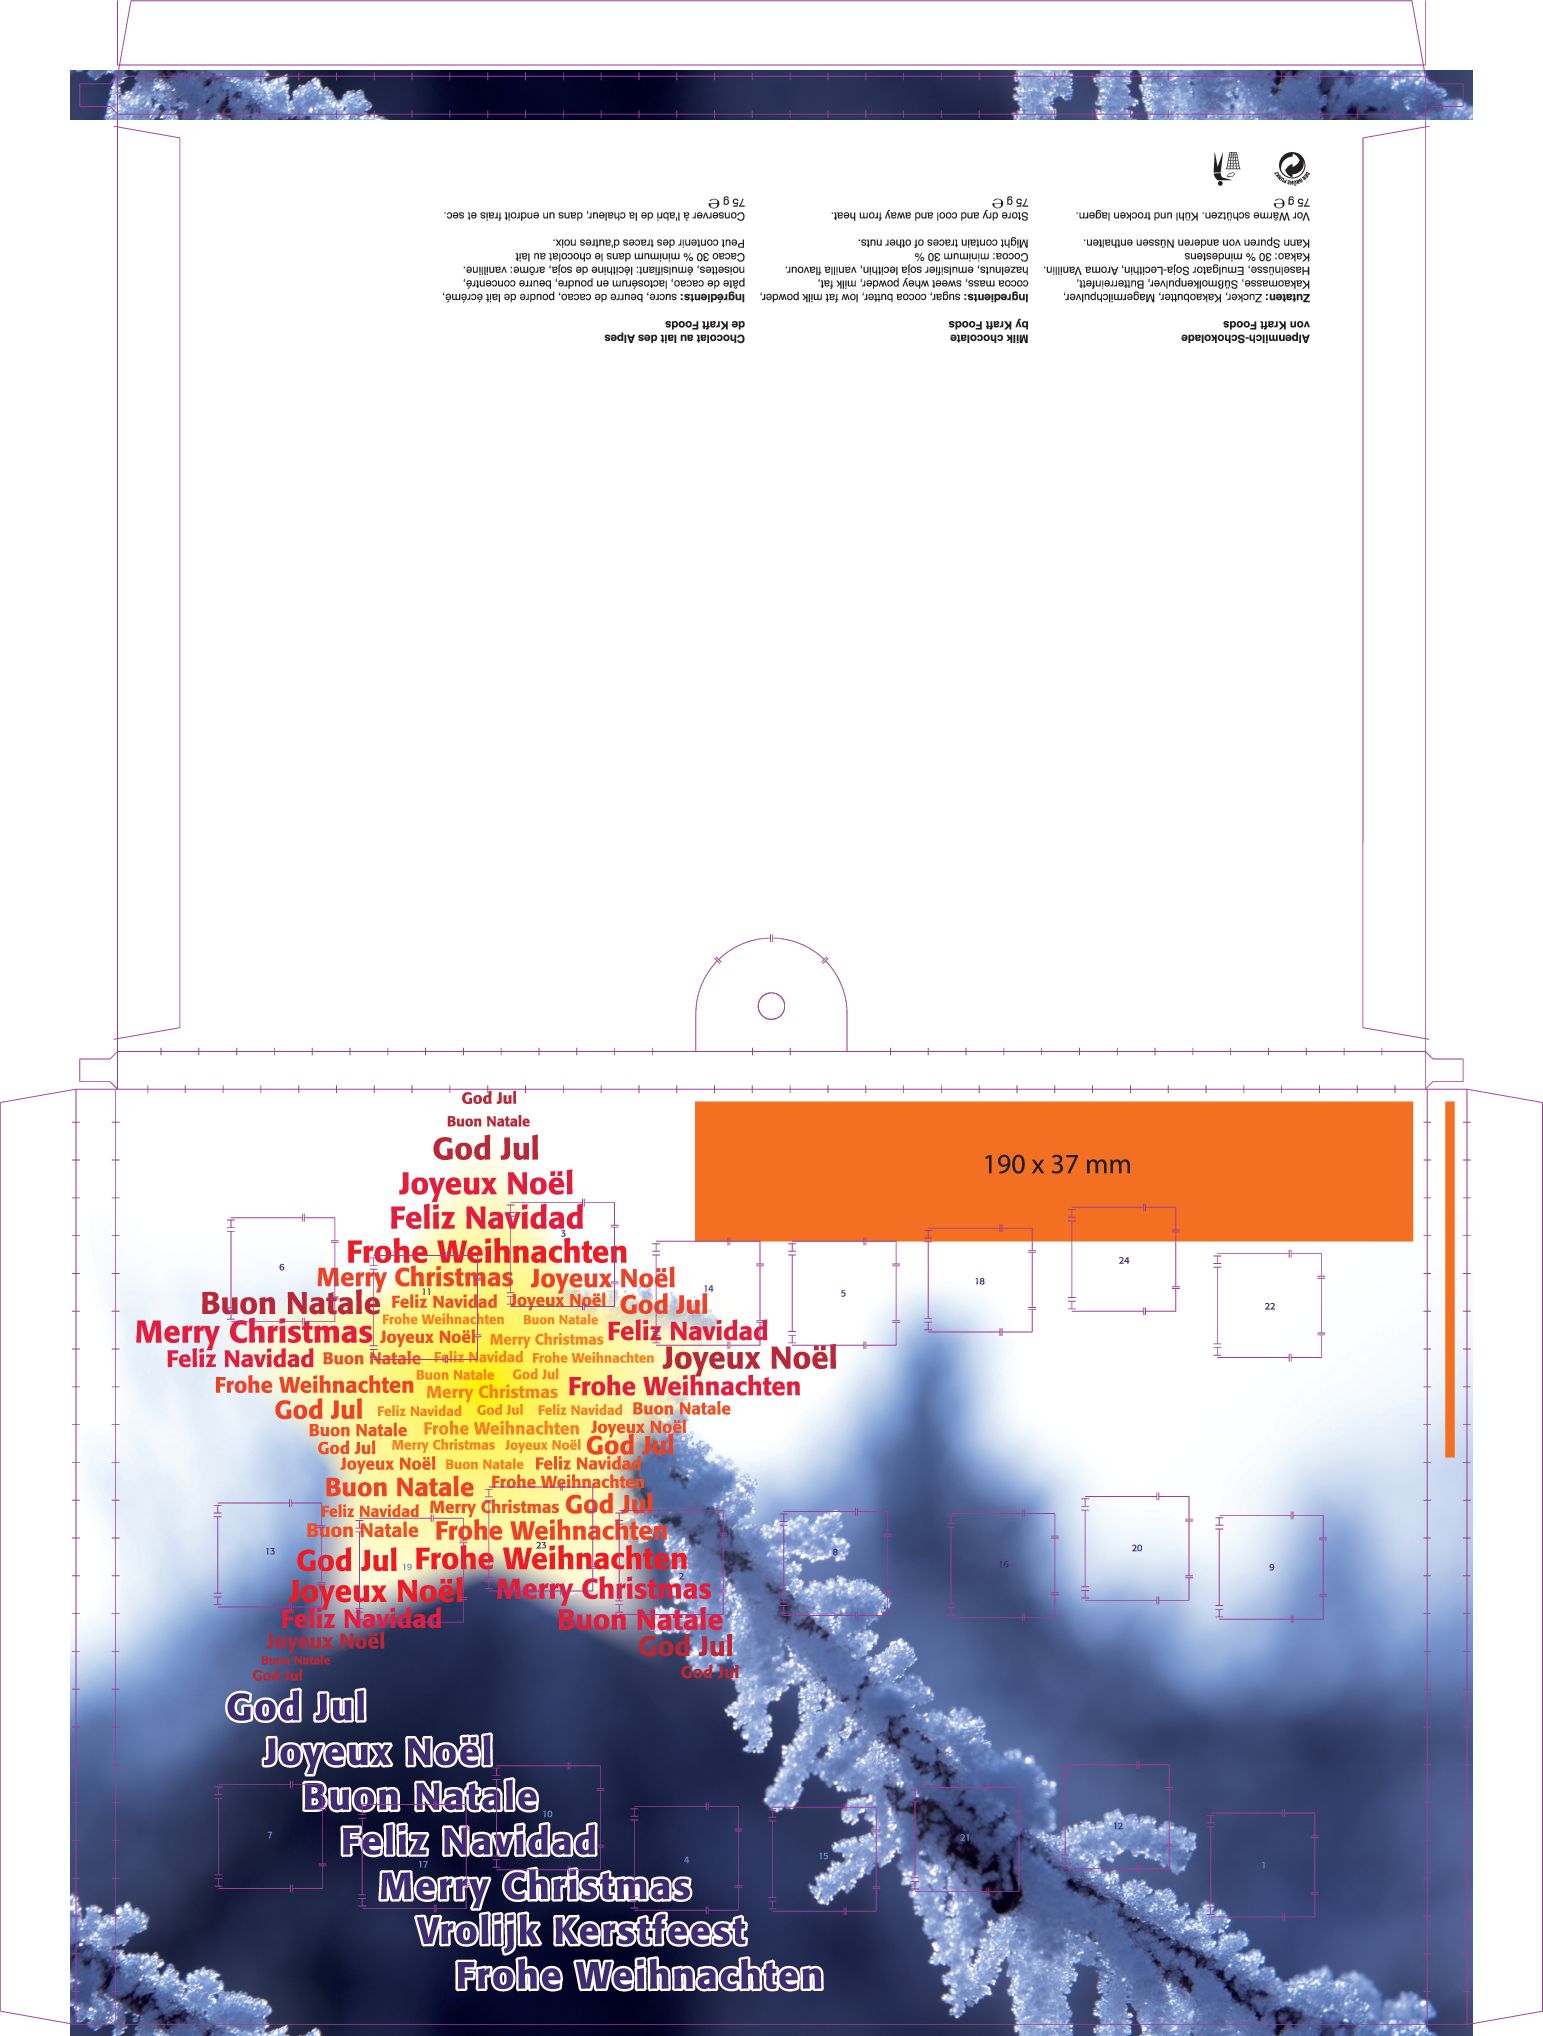 Alpenmilch-Schokolade
von Kraft Foods
Zutaten: Zucker, Kakaobutter, Magermilchpulver,
Kakaomasse, Süßmolkenpulver, Butterreinfett,
Haselnüsse, Emulgator Soja-Lecithin, Aroma Vanillin.
Kakao: 30 % mindestens
Kann Spuren von anderen Nüssen enthalten.
Vor Wärme schützen. Kühl und trocken lagern.
75 g ℮
DER GRÜNE PUNKT
Milk chocolate
by Kraft Foods
Ingredients: sugar, cocoa butter, low fat milk powder,
cocoa mass, sweet whey powder, milk fat,
hazelnuts, emulsifier soja lecithin, vanilla flavour.
Cocoa: minimum 30 %
Might contain traces of other nuts.
Store dry and cool and away from heat.
75 g ℮
Chocolat au lait des Alpes
de Kraft Foods
Ingrédients: sucre, beurre de cacao, poudre de lait écrémé,
pâte de cacao, lactosérum en poudre, beurre concentré,
noisettes, émulsifiant: lécithine de soja, arôme: vanilline.
Cacao 30 % minimum dans le chocolat au lait
Peut contenir des traces d'autres noix.
Conserver à l'abri de la chaleur, dans un endroit frais et sec.
75 g ℮
God Jul
Buon Natale
God Jul
190 x 37 mm
Joyeux Noël
Feliz Navidad
3
Frohe Weihnachten
6
24
Merry Christmas Joyeux Noël
18
11
14
5
Buon Natale Feliz Navidad Joyeux Noël God Jul
22
Frohe Weihnachten Buon Natale
Merry Christmas Joyeux Noël Merry Christmas Feliz Navidad
Feliz Navidad Buon Natale Feliz Navidad Frohe Weihnachten Joyeux Noël
Buon Natale God Jul
Frohe Weihnachten Merry Christmas Frohe Weihnachten
God Jul Feliz Navidad God Jul Feliz Navidad Buon Natale
Buon Natale Frohe Weihnachten Joyeux Noël
God Jul Merry Christmas Joyeux Noël God Jul
Joyeux Noël Buon Natale Feliz Navidad
Buon Natale Frohe Weihnachten
Feliz Navidad Merry Christmas God Jul
Buon Natale Frohe Weihnachten
13
23
8
20
God Jul 19 Frohe Weihnachten
16
9
2
Joyeux Noël Merry Christmas
Feliz Navidad Buon Natale
Joyeux Noël God Jul
Buon Natale
God Jul God Jul
God Jul
Joyeux Noël
Buon Natale
10
12
7
Feliz Navidad
21
15
4
17
1
Merry Christmas
Vrolijk Kerstfeest
Frohe Weihnachten